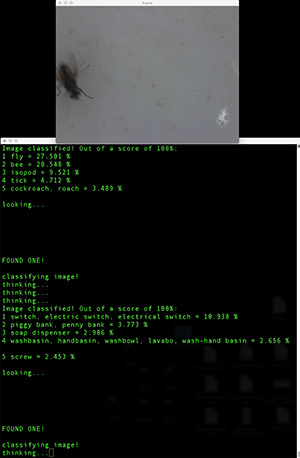 Image classified! Out of a score of 100%:
1 fly = 27.501 %
2 bee = 20.548 %
3 isopod = 9.521 %
4 tick = 4.712 %
5 cockroach, roach = 3.489 %
looking...
FOUND ONE!
classifying image!
thinking...
thinking...
thinking...
Image classified! Out of a score of 100%:
1 switch, electric switch, electrical switch = 10.938 %
2 piggy bank, penny bank = 3.773 %
3 soap dispenser = 2.986 %
4 washbasin, handbasin, washbowl, lavabo, wash-hand basin = 2.656 %
5 screw = 2.453 %
looking...
FOUND ONE!
classifying image!
thinking...